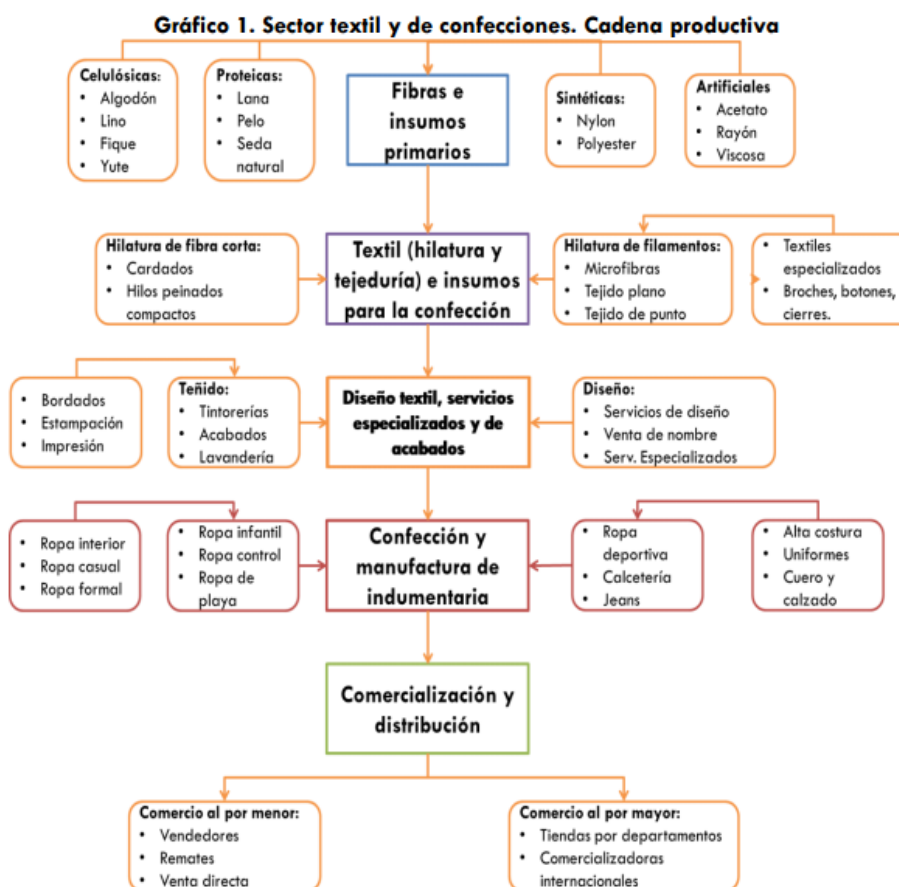 Gráfico 1. Sector textil y de confecciones. Cadena productiva
Celulósicas:
• Algodón
• Lino
• Fique
• Yute
Proteicas:
• Lana
• Pelo
• Seda
natural
Fibras e
insumos
primarios
Sintéticas:
• Nylon
• Polyester
Artificiales
• Acetato
• Rayón
• Viscosa
Hilatura de fibra corta:
• Cardados
• Hilos peinados
compactos
Textil (hilatura y
tejeduría) e insumos
para la confección
Hilatura de filamentos:
• Microfibras
• Tejido plano
• Tejido de punto
• Textiles
especializados
• Broches, botones,
cierres.
• Bordados
• Estampación
• Impresión
Teñido:
• Tintorerías
• Acabados
• Lavandería
Diseño textil, servicios
especializados y de
acabados
Diseño:
• Servicios de diseño
• Venta de nombre
• Serv. Especializados
• Ropa interior
• Ropa casual
• Ropa formal
• Ropa infantil
• Ropa control
• Ropa de
playa
Confección y
manufactura de
indumentaria
• Ropa
deportiva
• Calcetería
• Jeans
• Alta costura
• Uniformes
• Cuero y
calzado
Comercialización y
distribución
Comercio al por menor:
• Vendedores
• Remates
• Venta directa
Comercio al por mayor:
• Tiendas por departamentos
• Comercializadoras
internacionales